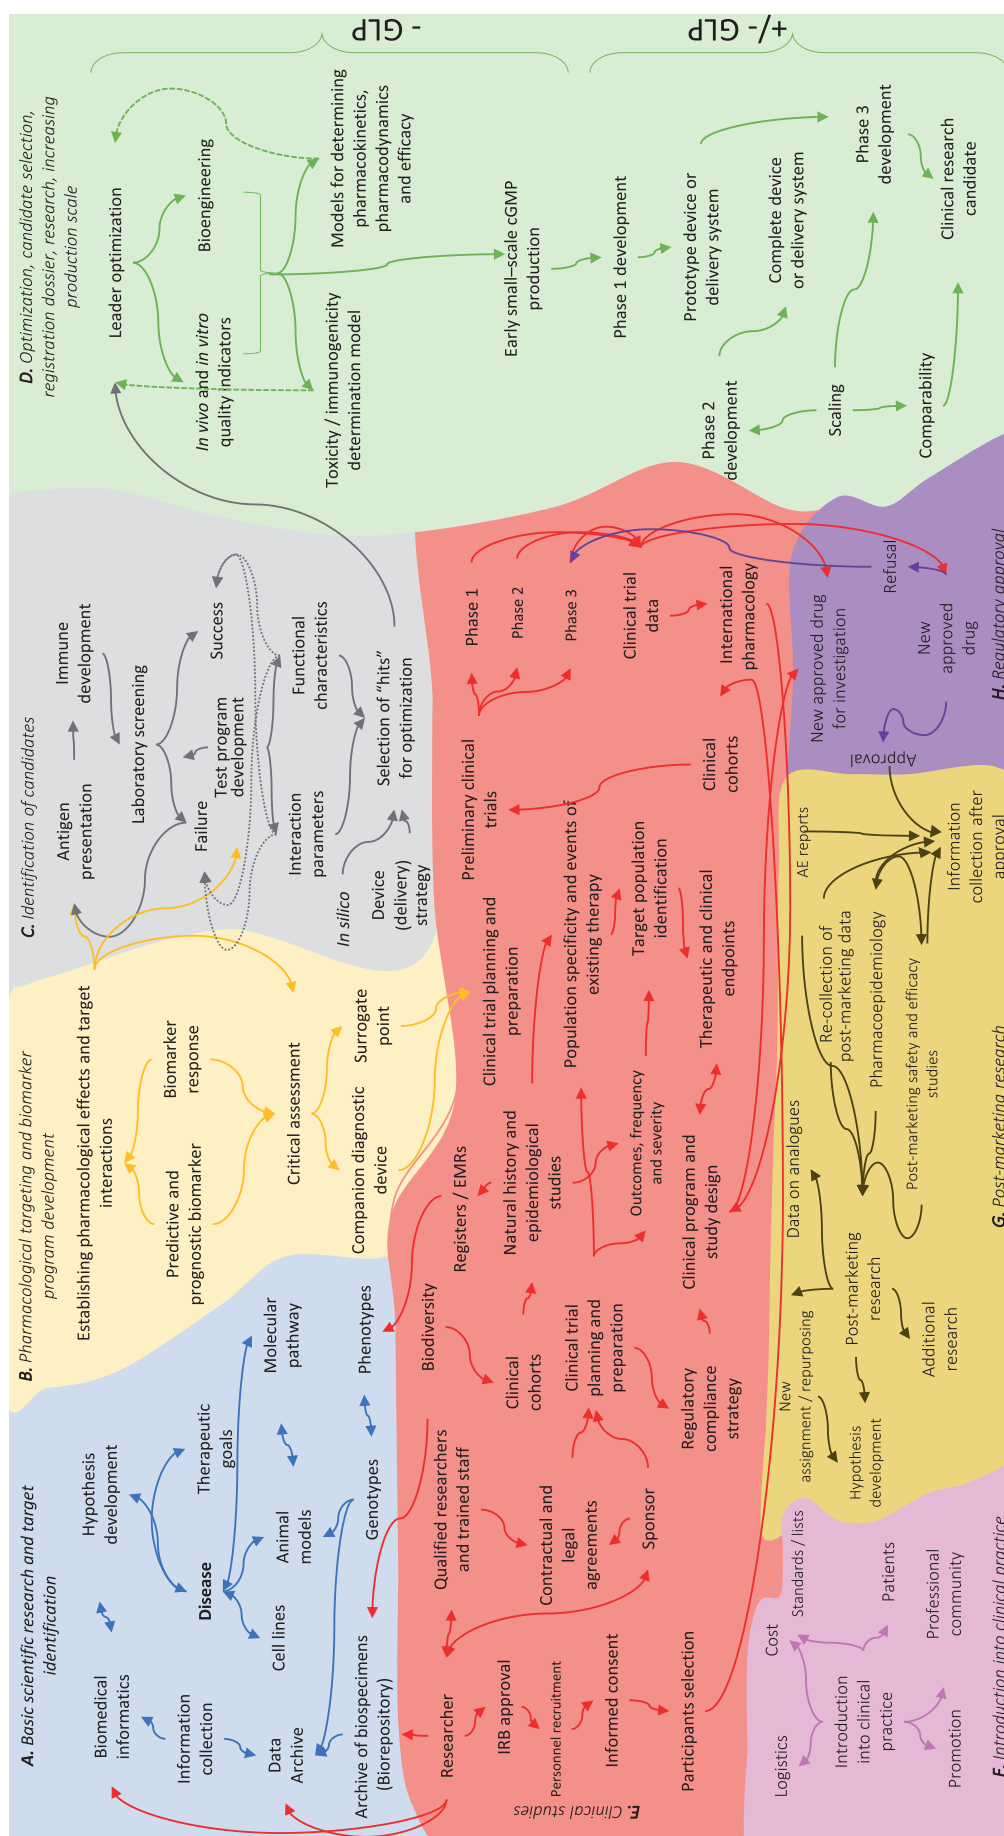 A. Basic scientific research and target
identification
Biomedical
informatics
Hypothesis
development
Information
collection
Disease
Therapeutic
goals
Data
Archive
Cell lines
Animal
models
Molecular
pathway
Archive of biospecimens
(Biorepository)
Genotypes
Phenotypes
B. Pharmacological targeting and biomarker
program development
Establishing pharmacological effects and target
interactions
Predictive and
prognostic biomarker
Biomarker
response
Critical assessment
Companion diagnostic
device
Surrogate
point
C. Identification of candidates
Antigen
presentation
Immune
development
Laboratory screening
Failure
Test program
development
Success
Interaction
parameters
Functional
characteristics
In silico
Device
(delivery)
strategy
Selection of “hits”
for optimization
D. Optimization, candidate selection,
registration dossier, research, increasing
production scale
Leader optimization
In vivo and in vitro
quality indicators
Bioengineering
Toxicity / immunogenicity
determination model
Models for determining
pharmacokinetics,
pharmacodynamics
and efficacy
Early small–scale cGMP
production
Phase 1 development
Phase 2
development
Prototype device or
delivery system
Complete device
or delivery system
Scaling
Phase 3
development
Comparability
Clinical research
candidate
- GLP
+/- GLP
E. Clinical studies
Researcher
Qualified researchers
and trained staff
Biodiversity
Registers / EMRs
Clinical trial planning and
preparation
Preliminary clinical
trials
Phase 1
IRB approval
Contractual and
legal
agreements
Clinical
cohorts
Natural history and
epidemiological
studies
Population specificity and events of
existing therapy
Phase 2
Personnel recruitment
Phase 3
Informed consent
Sponsor
Clinical trial
planning and
preparation
Outcomes, frequency
and severity
Target population
identification
Clinical trial
data
Participants selection
Regulatory
compliance
strategy
Clinical program and
study design
Therapeutic and clinical
endpoints
Clinical
cohorts
International
pharmacology
F. Introduction into clinical practice
Logistics
Cost
Standards / lists
Introduction
into clinical
practice
Patients
Promotion
Professional
community
G. Post-marketing research
New
assignment / repurposing
Data on analogues
AE reports
Hypothesis
development
Post-marketing
research
Re-collection of
post-marketing data
Pharmacoepidemiology
Additional
research
Post-marketing safety and efficacy
studies
Information
collection after
approval
H. Regulatory approval
New approved drug
for investigation
Approval
Refusal
New
approved
drug